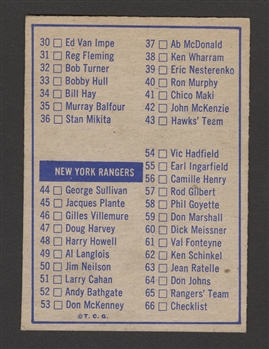 30 Ed Van Impe
31 Reg Fleming
32 Bob Turner
33 Bobby Hull
34 Bill Hay
35 Murray Balfour
36 Stan Mikita
37 Ab McDonald
38 Ken Wharram
39 Eric Nesterenko
40 Ron Murphy
41 Chico Maki
42 John McKenzie
43 Hawks' Team
NEW YORK RANGERS
44 George Sullivan
45 Jacques Plante
46 Gilles Villemure
47 Doug Harvey
48 Harry Howell
49 Al Langlois
50 Jim Neilson
51 Larry Cahan
52 Andy Bathgate
53 Don McKenney
54 Vic Hadfield
55 Earl Ingarfield
56 Camille Henry
57 Rod Gilbert
58 Phil Goyette
59 Don Marshall
60 Dick Meissner
61 Val Fonteyne
62 Ken Schinkel
63 Jean Ratelle
64 Don Johns
65 Rangers' Team
66 Checklist
© T. C. G.